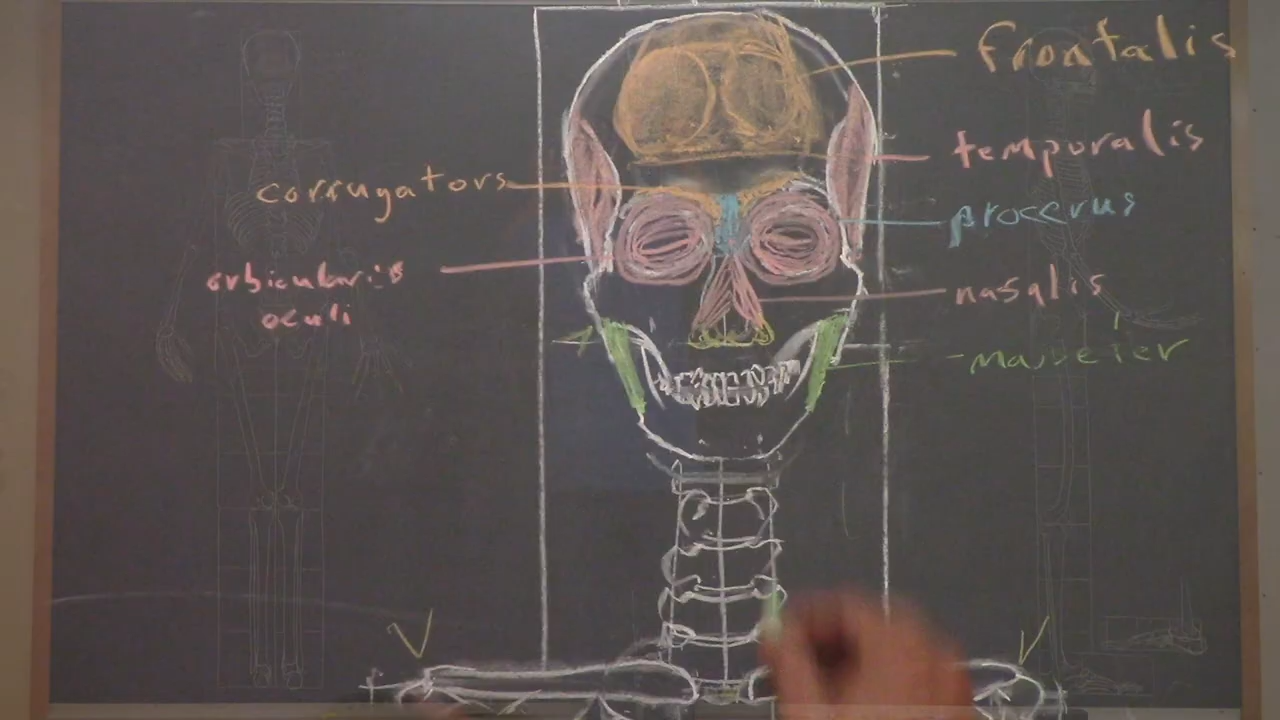 frontalis
temporalis
corrugators
procerus
orbicularis
oculi
nasalis
masseter